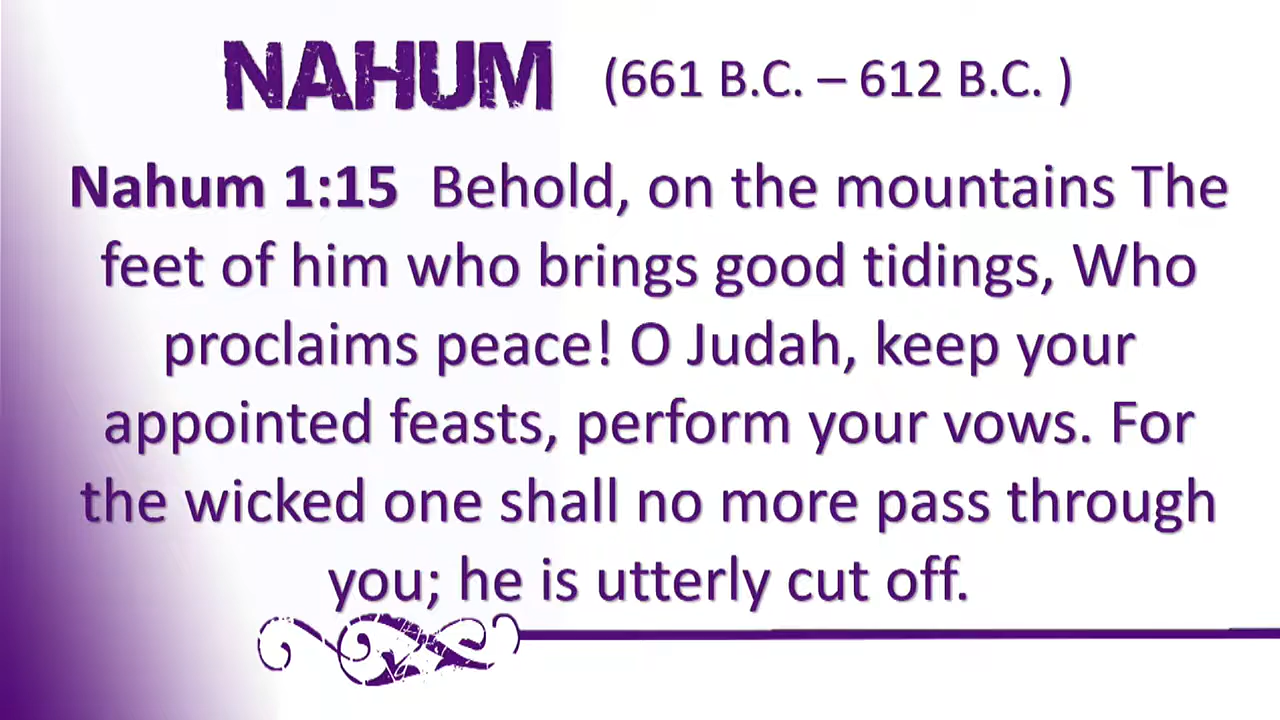 NAHUM (661 B.C. – 612 B.C. )
Nahum 1:15 Behold, on the mountains The
feet of him who brings good tidings, Who
proclaims peace! O Judah, keep your
appointed feasts, perform your vows. For
the wicked one shall no more pass through
you; he is utterly cut off.